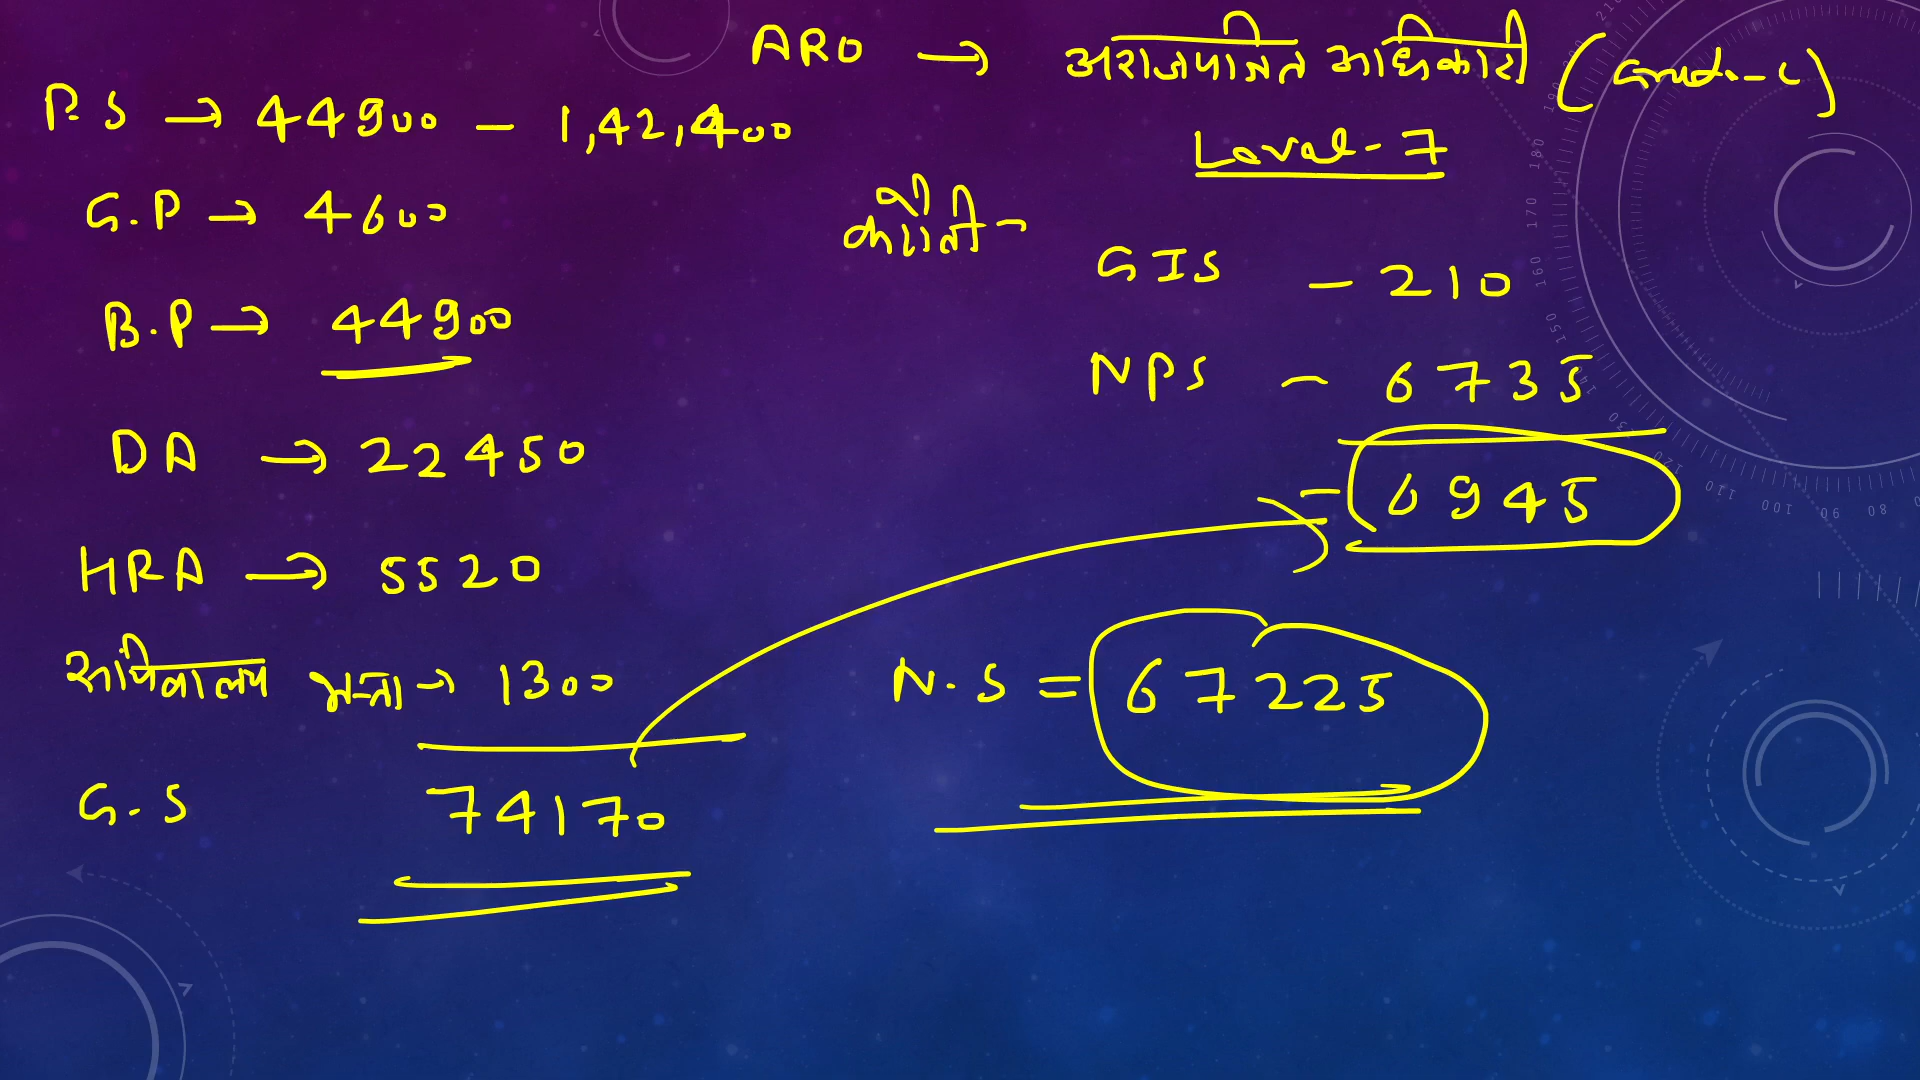 ARO → अराजपत्रित अधिकारी (Grade-C)
P.S → 44900 - 1,42,400
Level-7
G.P → 4600
की कटौती -
GIS - 210
B.P → 44900
NPS - 6735
DA → 22450
= 6945
HRA → 5520
सचिवालय भत्ता → 1300
N.S = 67225
G.S 74170